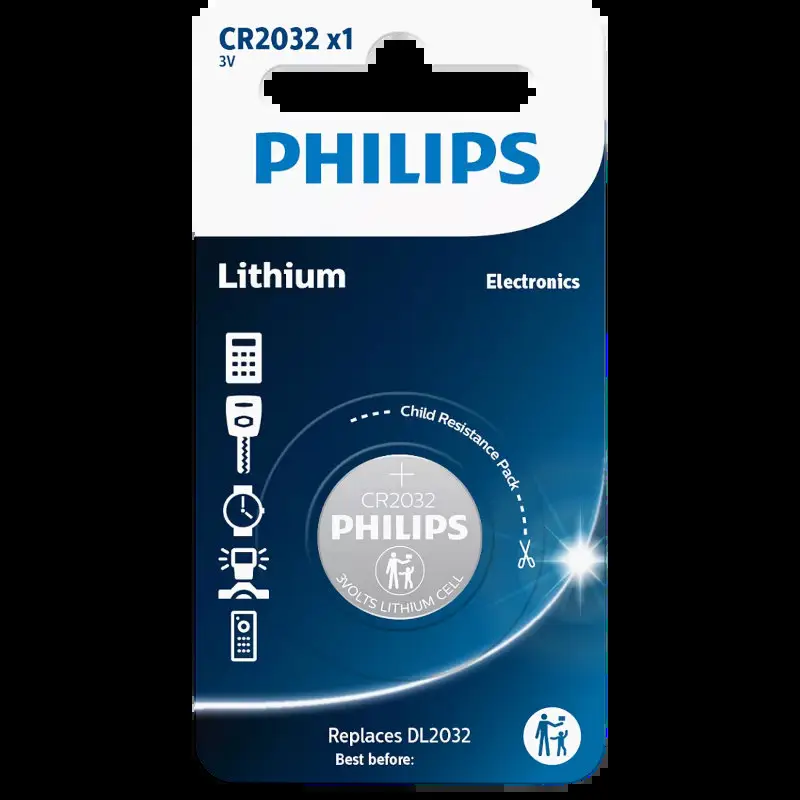 CR2032 x1
3V
PHILIPS
Lithium
Electronics
Child Resistance Pack
+
CR2032
PHILIPS
3VOLTS LITHIUM CELL
Replaces DL2032
Best before: